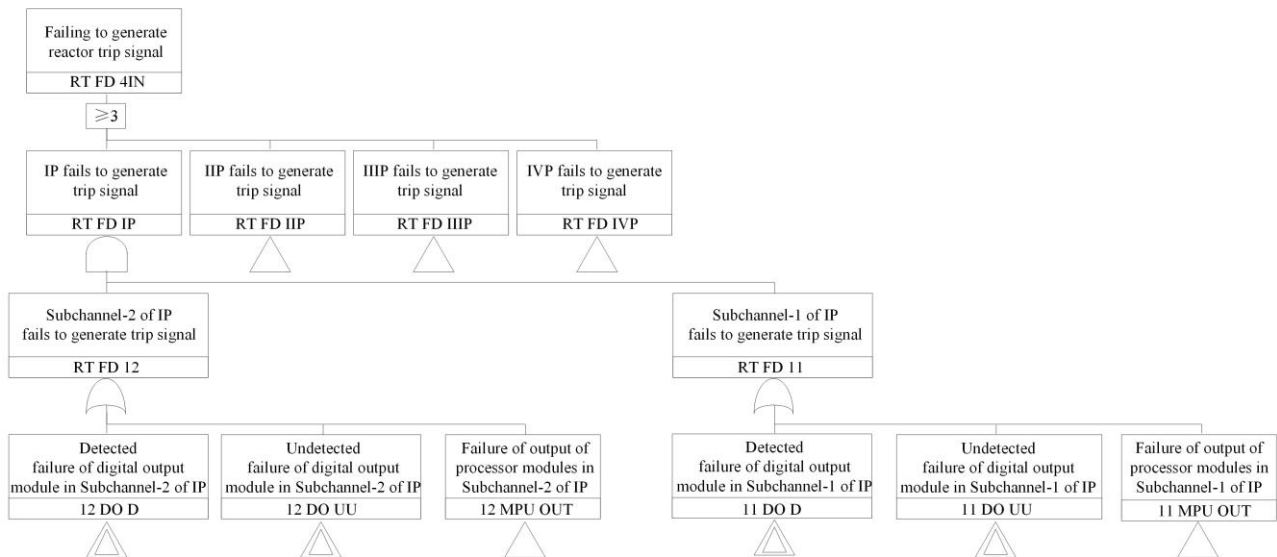 Failing to generate
reactor trip signal
RT FD 4IN
≥3
IP fails to generate
trip signal
RT FD IP
IIP fails to generate
trip signal
RT FD IIP
IIIP fails to generate
trip signal
RT FD IIIP
IVP fails to generate
trip signal
RT FD IVP
Subchannel-2 of IP
fails to generate trip signal
RT FD 12
Subchannel-1 of IP
fails to generate trip signal
RT FD 11
Detected
failure of digital output
module in Subchannel-2 of IP
12 DO D
Undetected
failure of digital output
module in Subchannel-2 of IP
12 DO UU
Failure of output of
processor modules in
Subchannel-2 of IP
12 MPU OUT
Detected
failure of digital output
module in Subchannel-1 of IP
11 DO D
Undetected
failure of digital output
module in Subchannel-1 of IP
11 DO UU
Failure of output of
processor modules in
Subchannel-1 of IP
11 MPU OUT